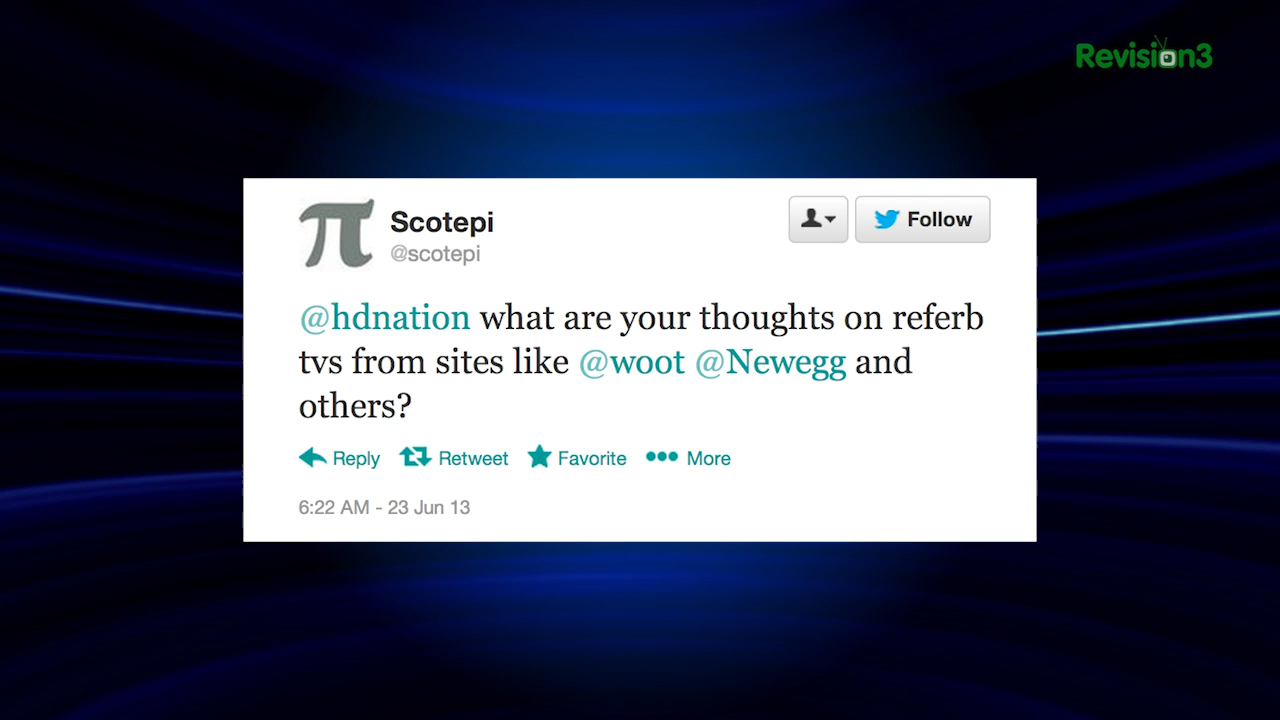 Revision3
Scotepi
@scotepi
Follow
@hdnation what are your thoughts on referb
tvs from sites like @woot @Newegg and
others?
Reply Retweet Favorite More
6:22 AM - 23 Jun 13